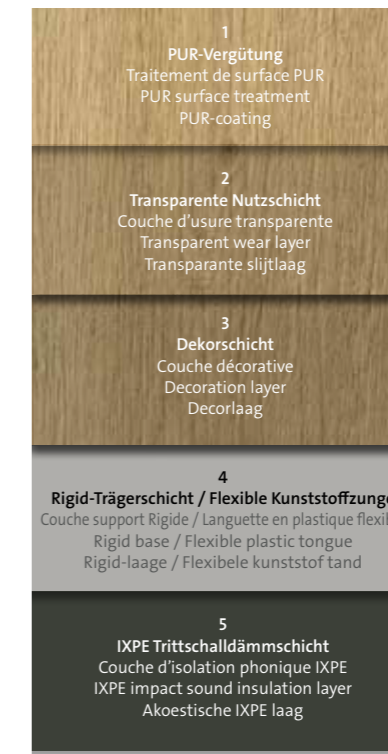 1
PUR-Vergütung
Traitement de surface PUR
PUR surface treatment
PUR-coating
2
Transparente Nutzschicht
Couche d'usure transparente
Transparent wear layer
Transparante slijtlaag
3
Dekorschicht
Couche décorative
Decoration layer
Decorlaag
4
Rigid-Trägerschicht / Flexible Kunststoffzunge
Couche support Rigide / Languette en plastique flexi
Rigid base / Flexible plastic tongue
Rigid-laage / Flexibele kunststof tand
5
IXPE Trittschalldämmschicht
Couche d'isolation phonique IXPE
IXPE impact sound insulation layer
Akoestische IXPE laag